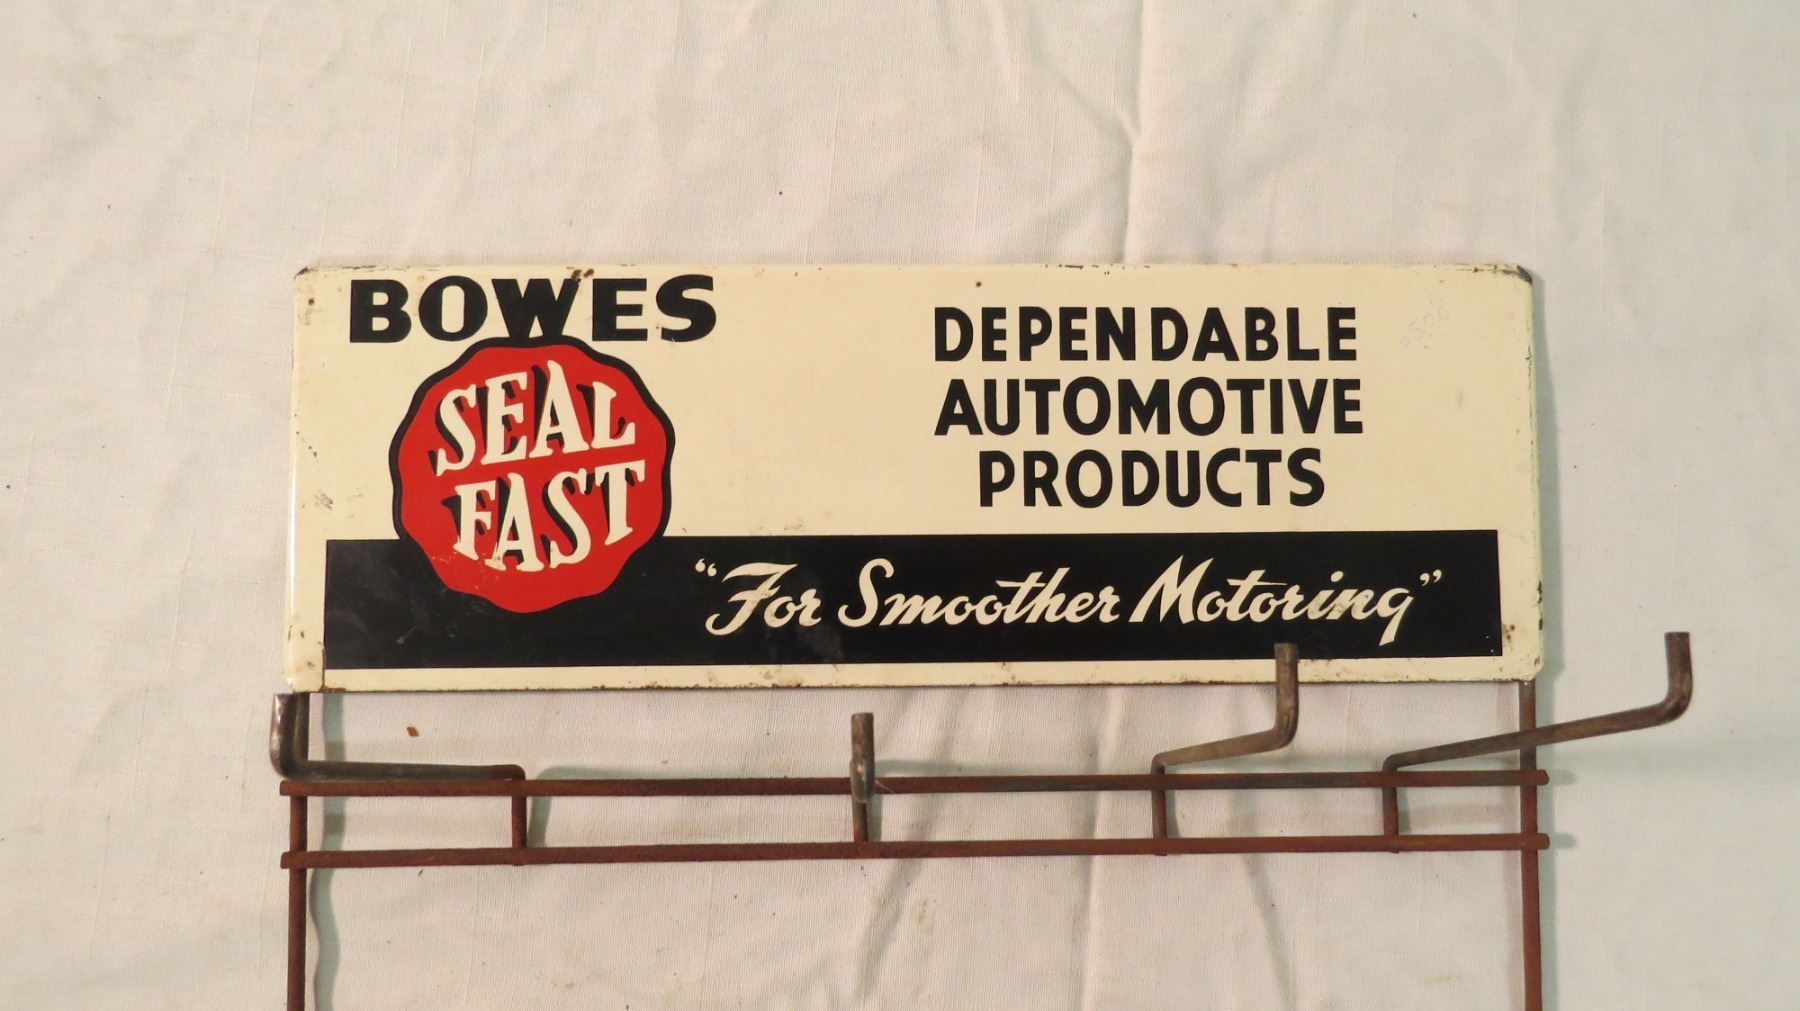 BOWES
SEAL
FAST
DEPENDABLE
AUTOMOTIVE
PRODUCTS
"For Smoother Motoring"